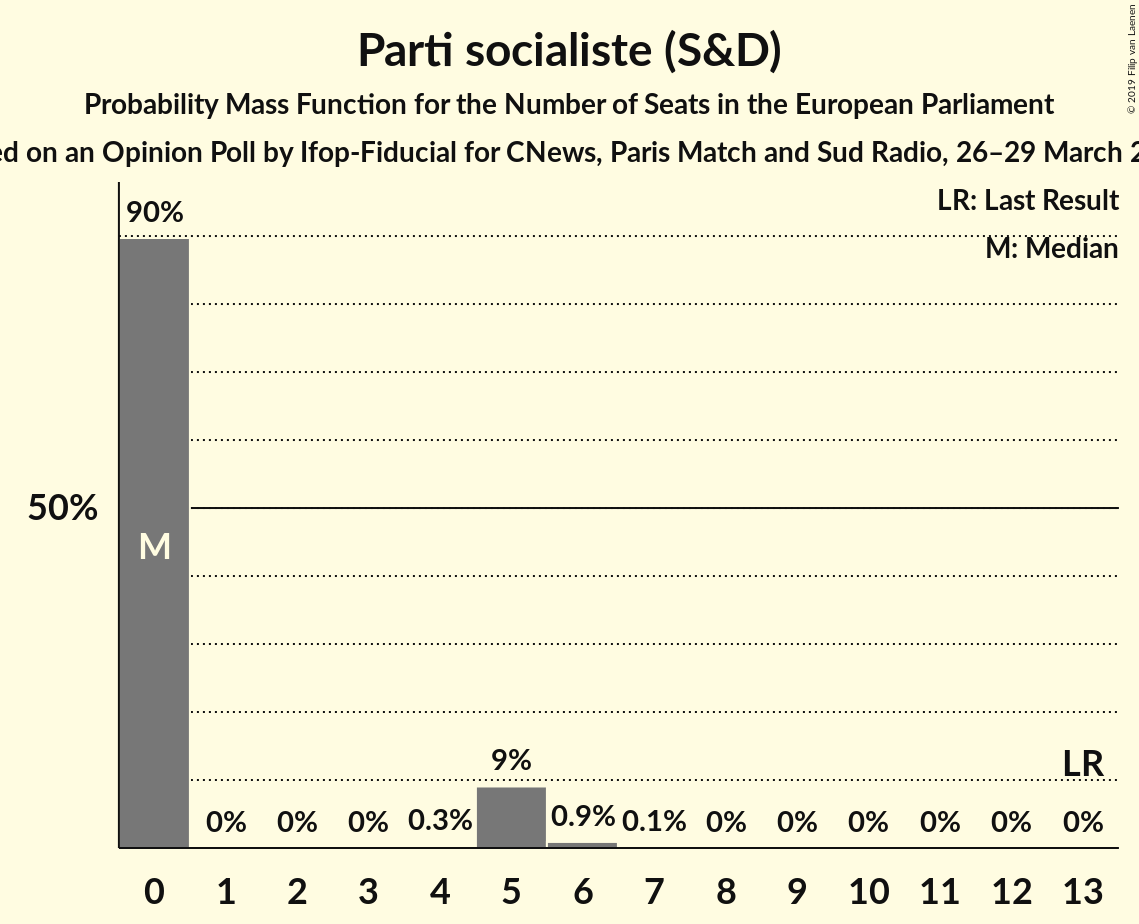 Parti socialiste (S&D)
Probability Mass Function for the Number of Seats in the European Parliament
on an Opinion Poll by Ifop-Fiducial for CNews, Paris Match and Sud Radio, 26–29 March
© 2019 Filip van Laenen
LR: Last Result
M: Median
90%
50%
M
9%
LR
0% 0% 0% 0.3% 0.9% 0.1% 0% 0% 0% 0% 0% 0%
0 1 2 3 4 5 6 7 8 9 10 11 12 13